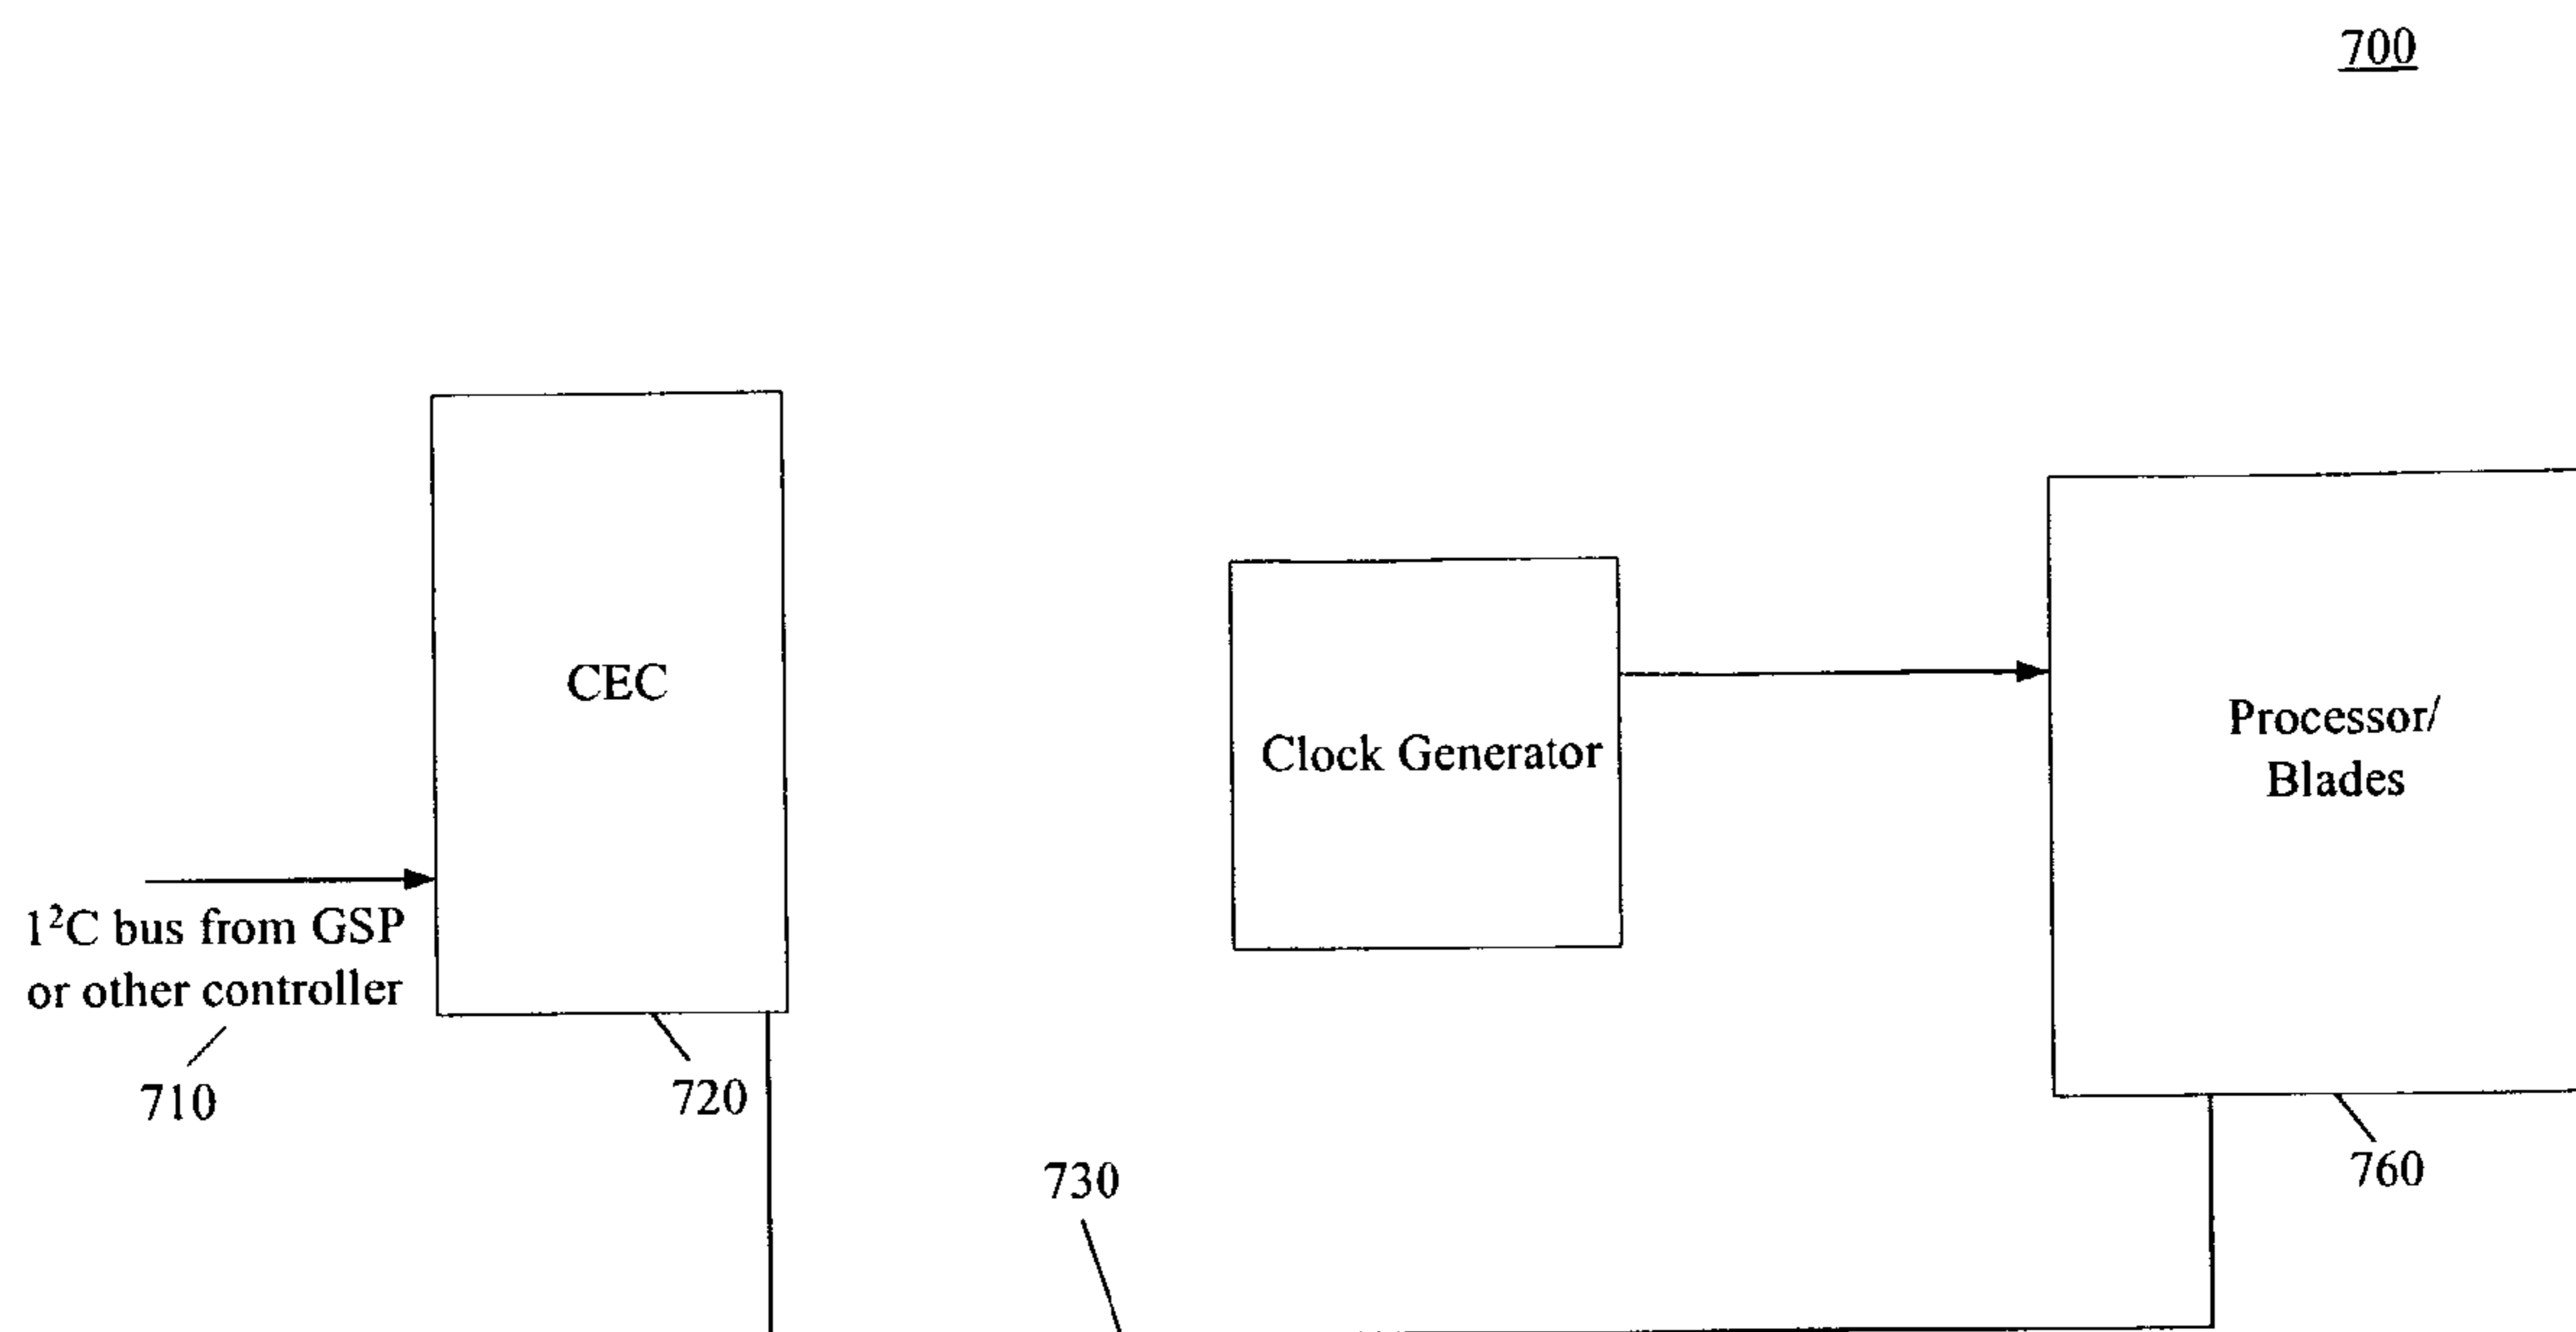 700
CEC
Clock Generator
Processor/
Blades
1²C bus from GSP
or other controller
710
720
730
760